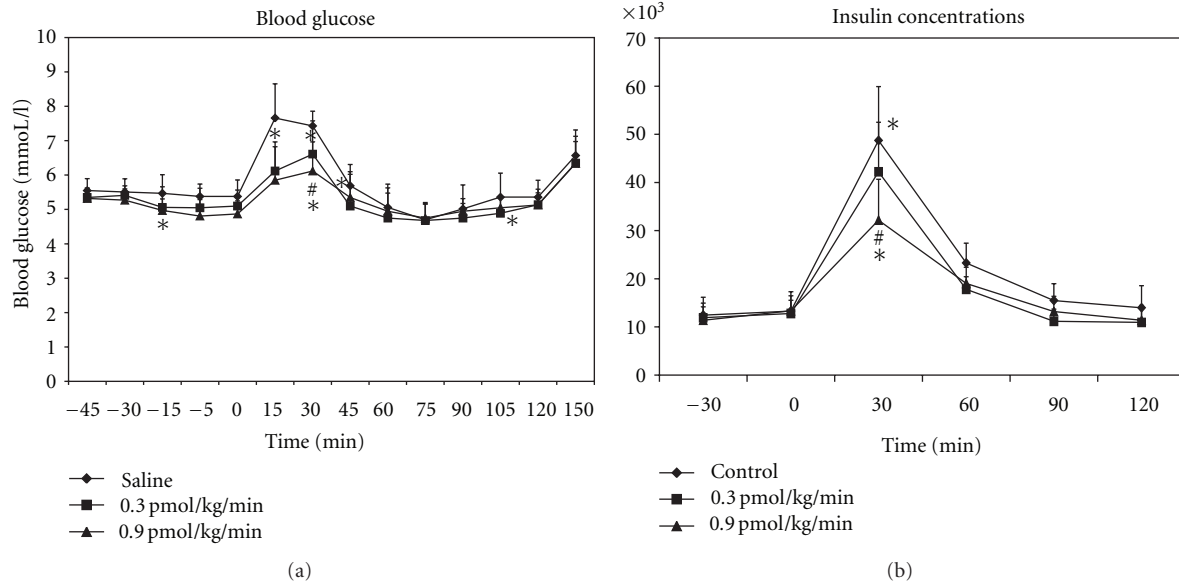 Blood glucose
10
9
8
7
6
5
4
3
2
1
0
Blood glucose (mmoL/l)
* * * * * *
#
−45 −30 −15 −5 0 15 30 45 60 75 90 105 120 150
Time (min)
Saline
0.3 pmol/kg/min
0.9 pmol/kg/min
(a)
×10³
Insulin concentrations
70
60
50
40
30
20
10
0
*
#
*
−30 0 30 60 90 120
Time (min)
Control
0.3 pmol/kg/min
0.9 pmol/kg/min
(b)